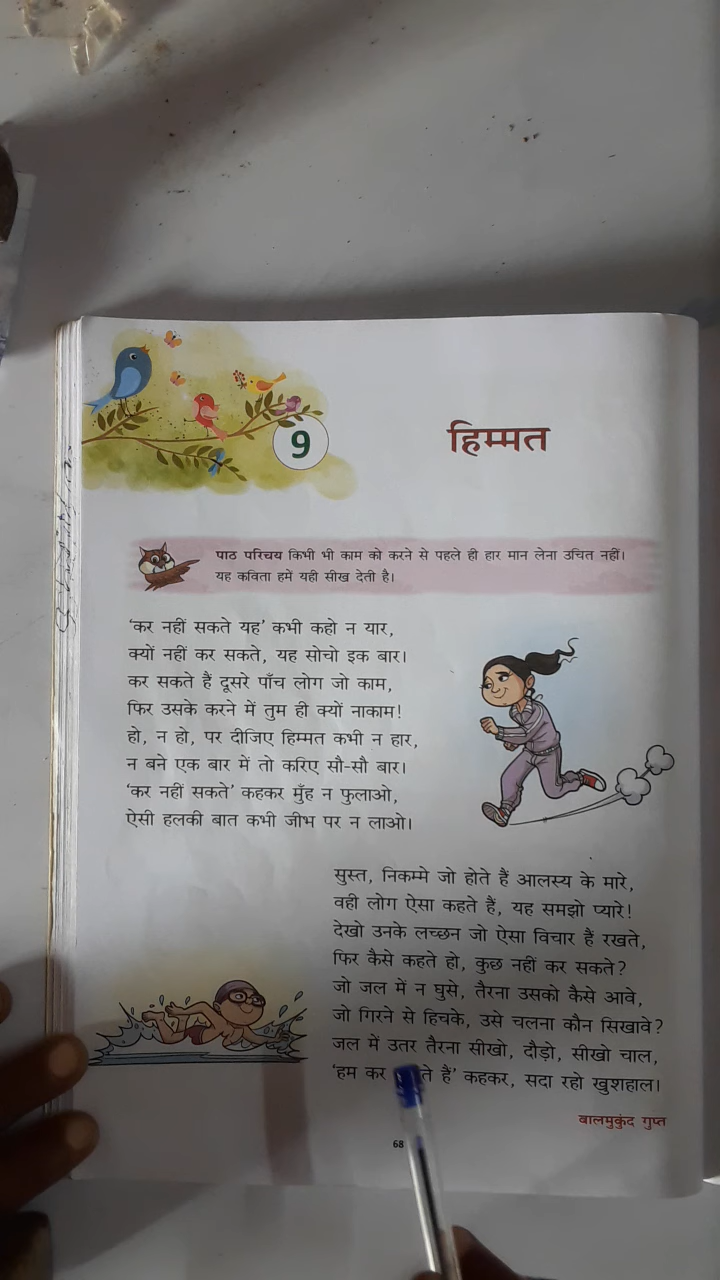 9
हिम्मत
पाठ परिचय किभी भी काम को करने से पहले ही हार मान लेना उचित नहीं।
यह कविता हमें यही सीख देती है।
‘कर नहीं सकते यह’ कभी कहो न यार,
क्यों नहीं कर सकते, यह सोचो इक बार।
कर सकते हैं दूसरे पाँच लोग जो काम,
फिर उसके करने में तुम ही क्यों नाकाम!
हो, न हो, पर दीजिए हिम्मत कभी न हार,
न बने एक बार में तो करिए सौ-सौ बार।
‘कर नहीं सकते’ कहकर मुँह न फुलाओ,
ऐसी हलकी बात कभी जीभ पर न लाओ।
सुस्त, निकम्मे जो होते हैं आलस्य के मारे,
वही लोग ऐसा कहते हैं, यह समझो प्यारे!
देखो उनके लच्छन जो ऐसा विचार हैं रखते,
फिर कैसे कहते हो, कुछ नहीं कर सकते?
जो जल में न घुसे, तैरना उसको कैसे आवे,
जो गिरने से हिचके, उसे चलना कौन सिखावे?
जल में उतर तैरना सीखो, दौड़ो, सीखो चाल,
‘हम कर हैं’ कहकर, सदा रहो खुशहाल।
बालमुकुंद गुप्त
68